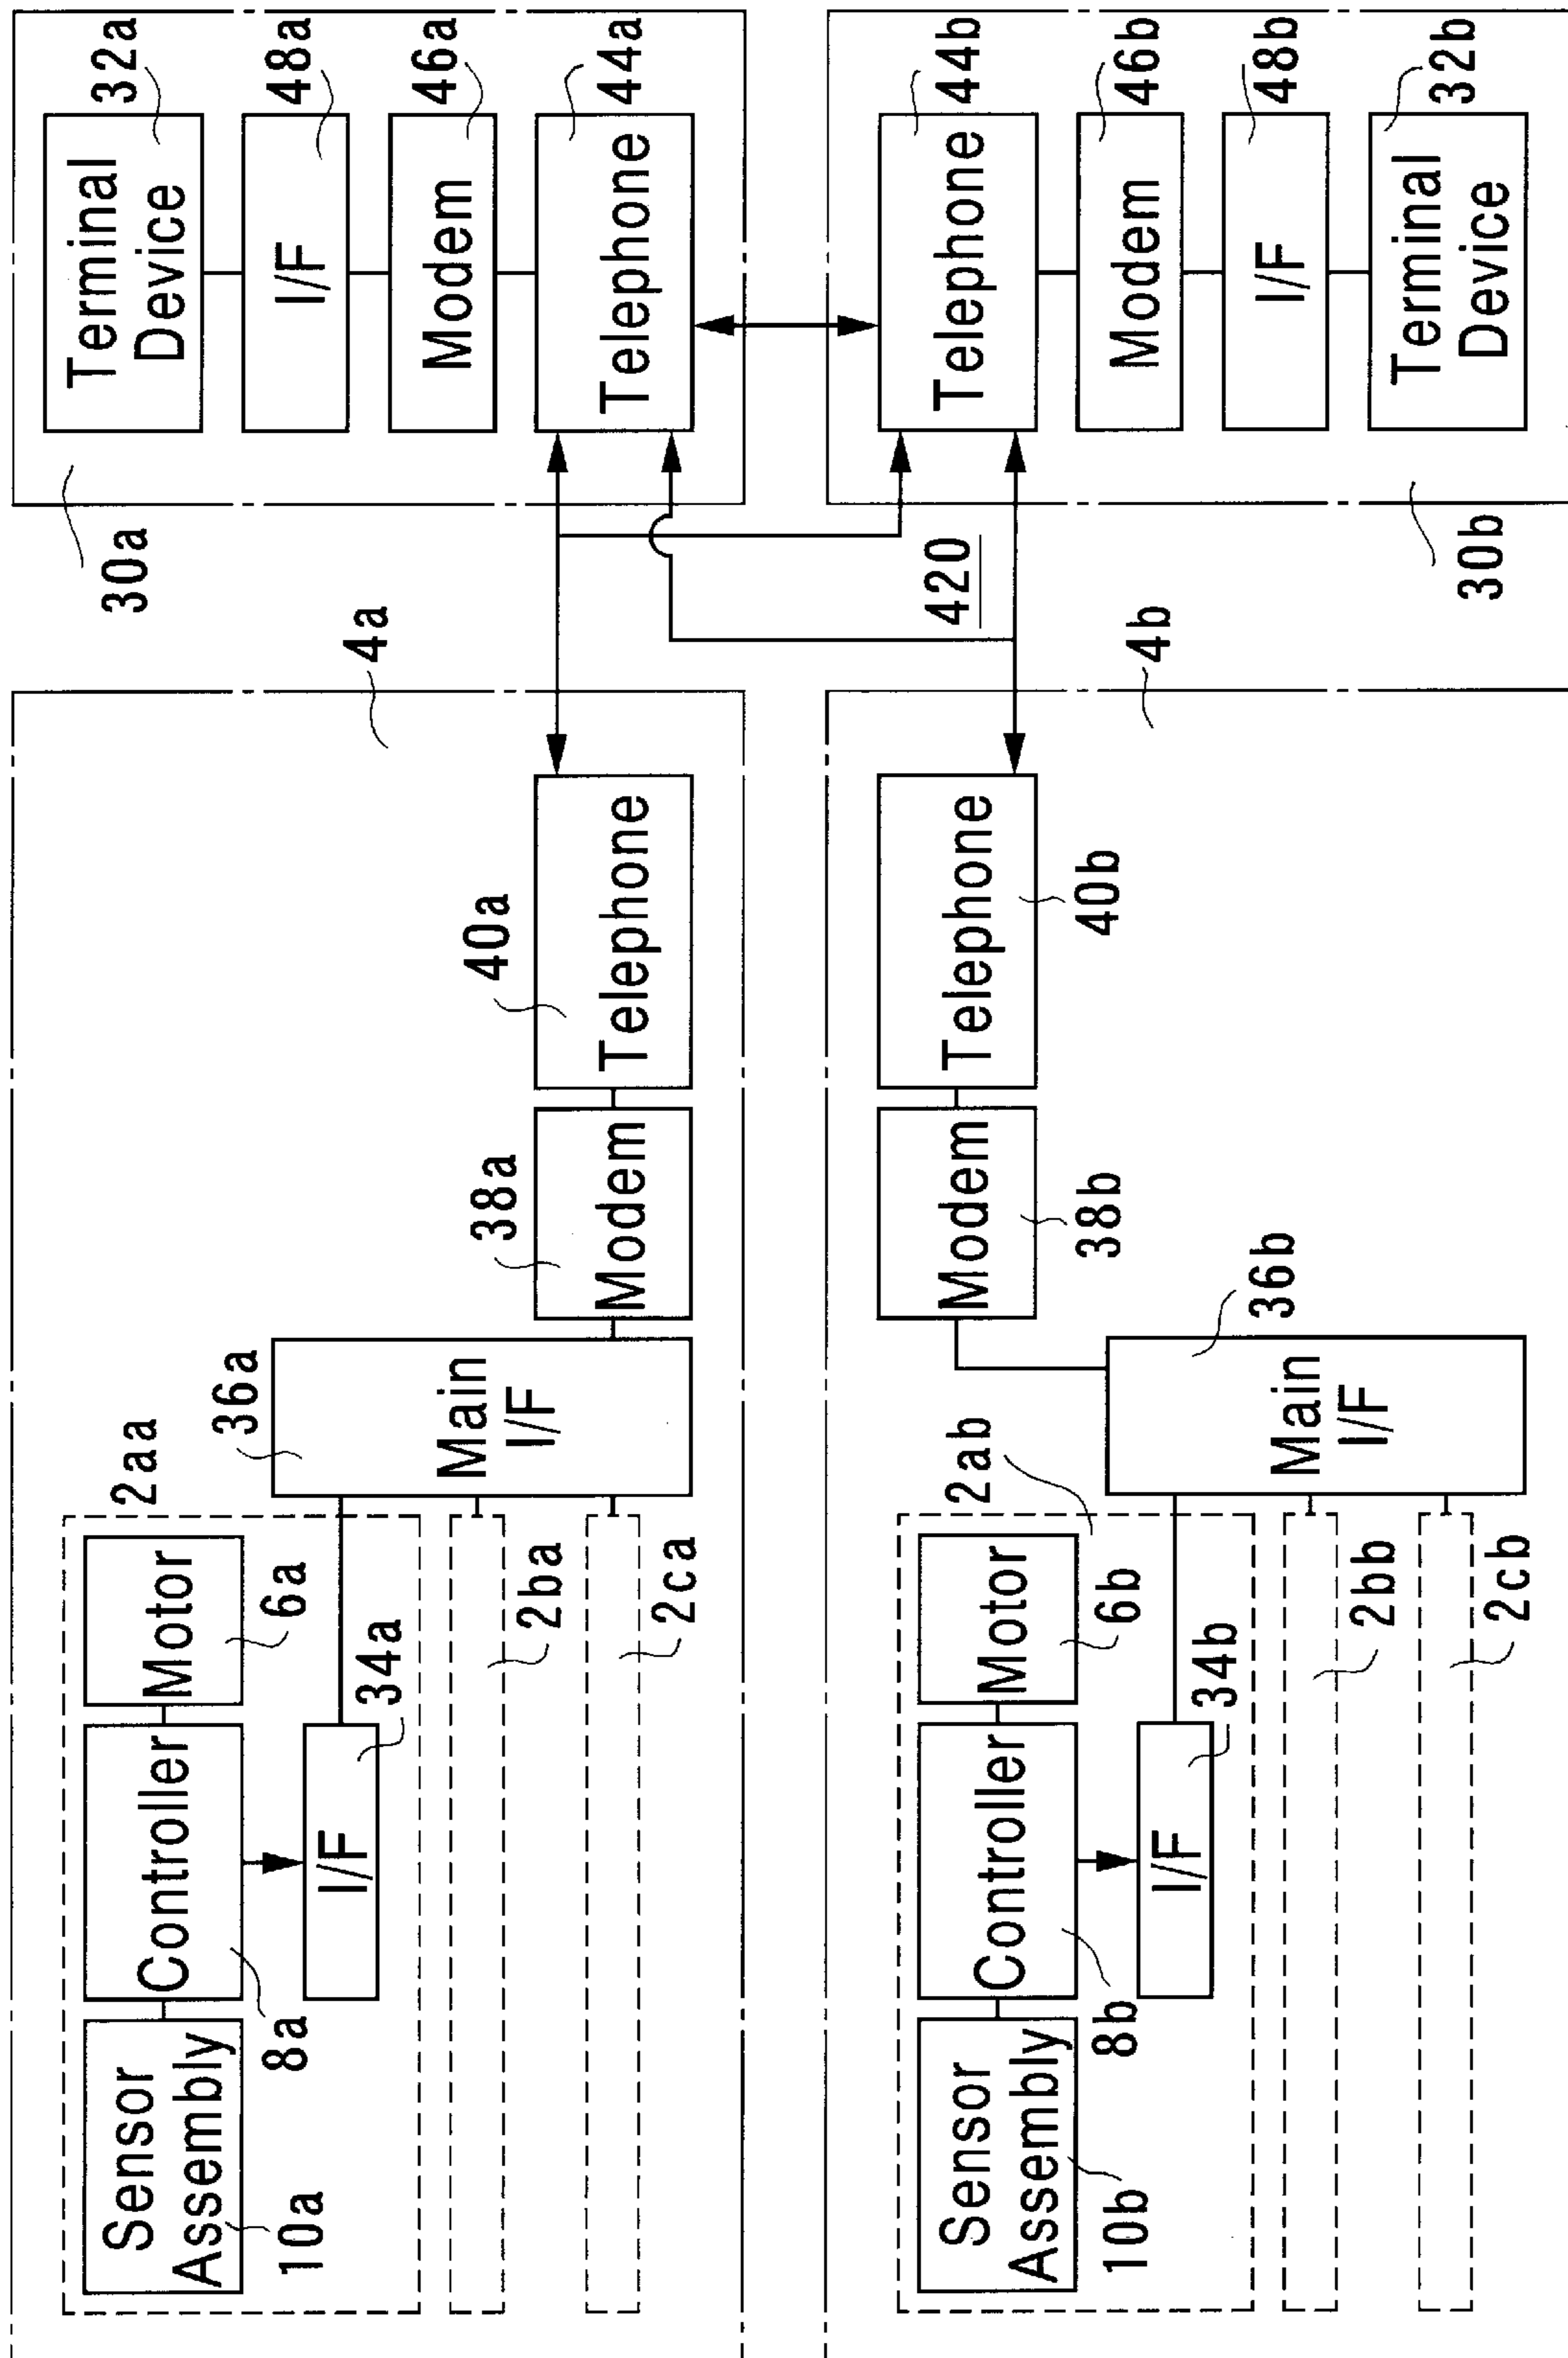 Sensor
Assembly
10a
Controller
8a
Motor
6a
2aa
I/F
34a
2ba
2ca
36a
Main
I/F
38a
Modem
40a
Telephone
4a
30a
Terminal
Device
32a
I/F
48a
Modem
46a
Telephone
44a
Sensor
Assembly
10b
Controller
8b
Motor
6b
2ab
I/F
34b
2bb
2cb
Main
I/F
36b
Modem
38b
Telephone
40b
420
4b
30b
Telephone
44b
Modem
46b
I/F
48b
Terminal
Device
32b